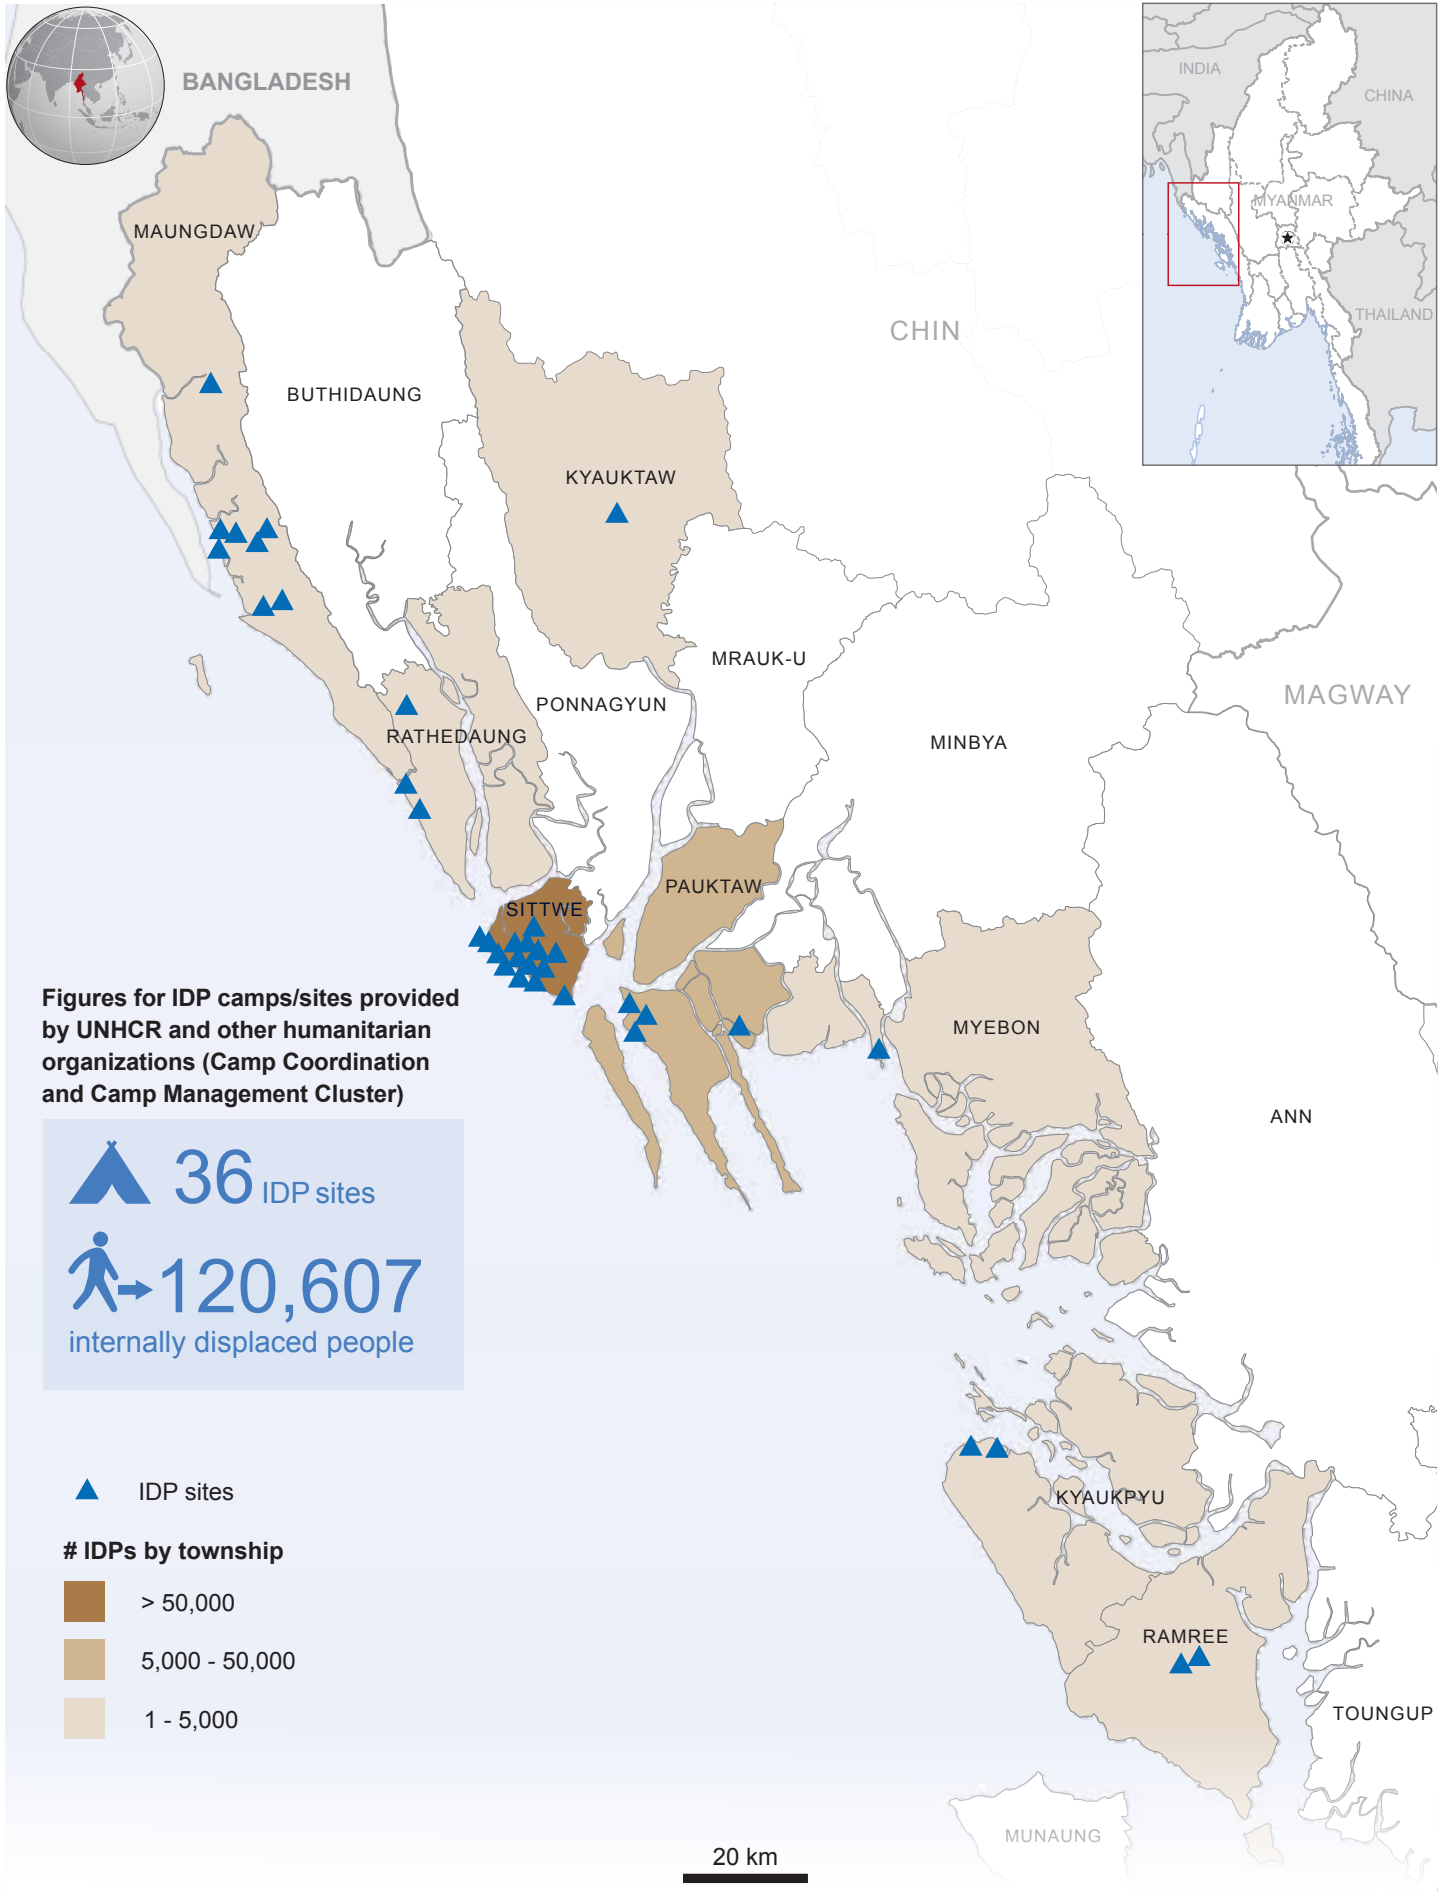 BANGLADESH
INDIA
CHINA
MYANMAR
THAILAND
MAUNGDAW
CHIN
BUTHIDAUNG
KYAUKTAW
MRAUK-U
MAGWAY
PONNAGYUN
RATHEDAUNG
MINBYA
PAUKTAW
SITTWE
Figures for IDP camps/sites provided
by UNHCR and other humanitarian
organizations (Camp Coordination
and Camp Management Cluster)
MYEBON
ANN
36 IDP sites
120,607
internally displaced people
IDP sites
KYAUKPYU
# IDPs by township
> 50,000
5,000 - 50,000
1 - 5,000
RAMREE
TOUNGUP
MUNAUNG
20 km